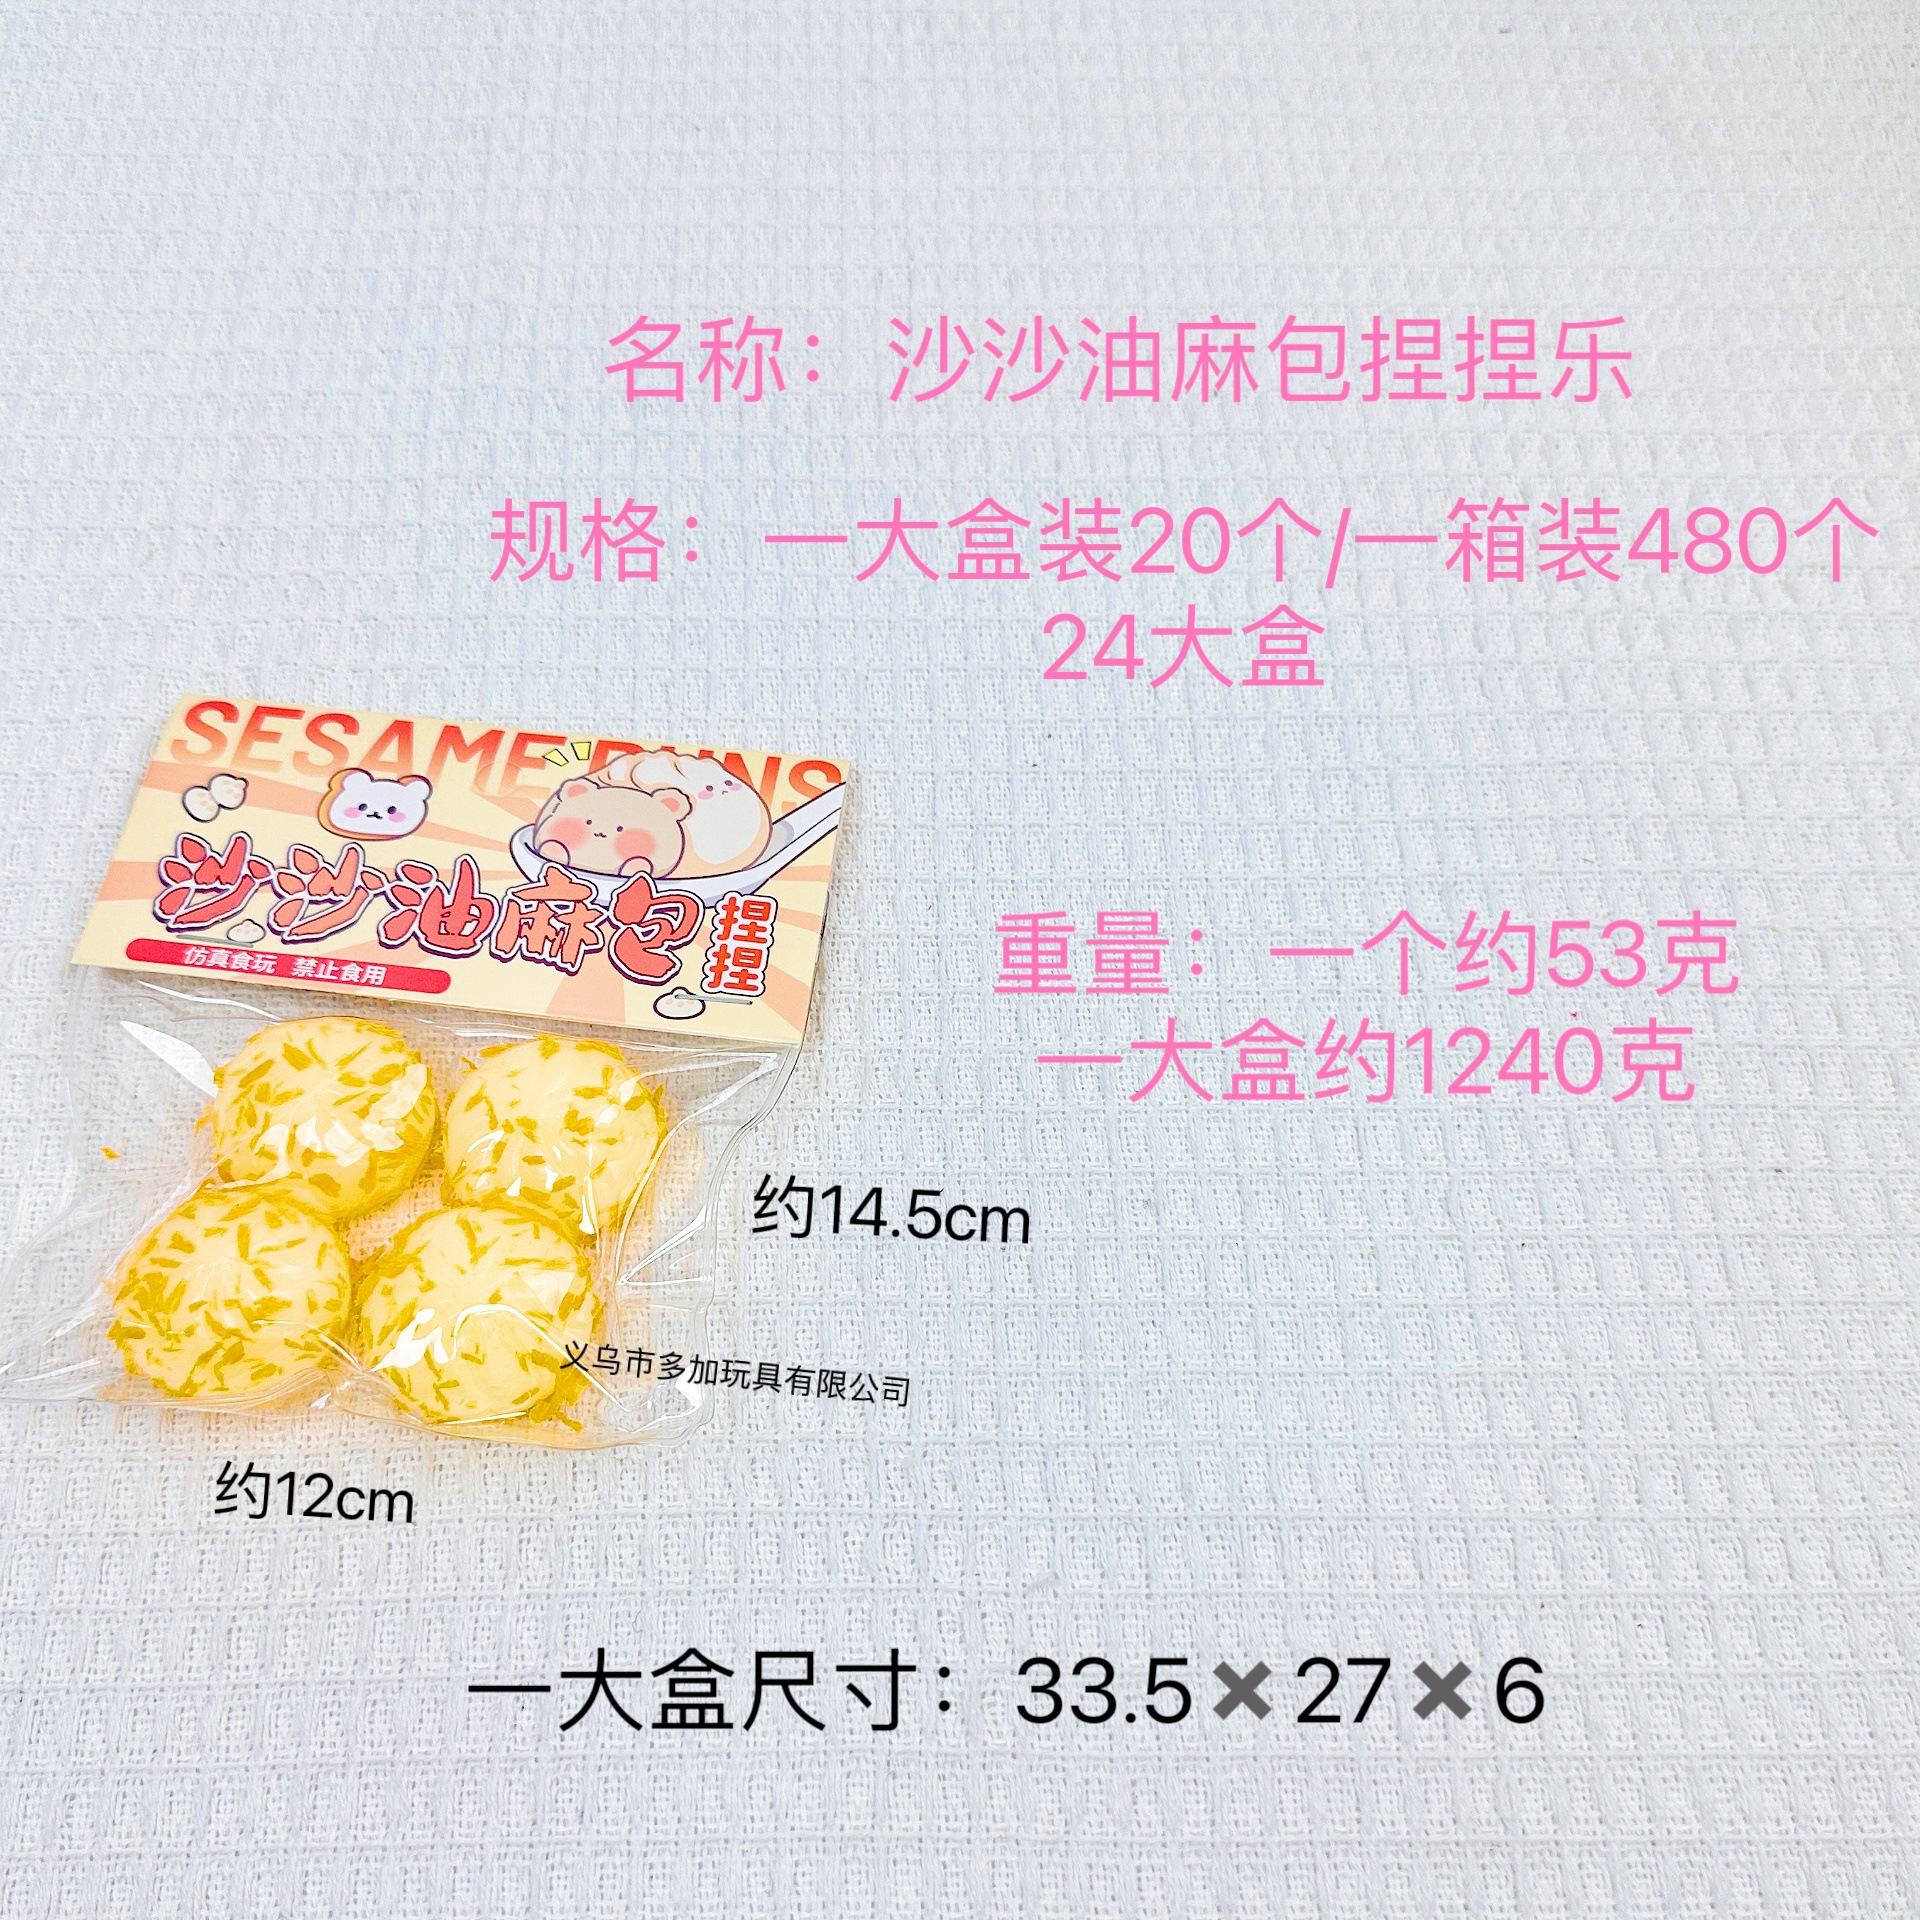 名称：沙沙油麻包捏捏乐
规格：一大盒装20个/一箱装480个
24大盒
SESAME BUNS
沙沙油麻包
捏捏
仿真食玩 禁止食用
重量：一个约53克
一大盒约1240克
约14.5cm
义乌市多加玩具有限公司
约12cm
一大盒尺寸：33.5✖27✖6